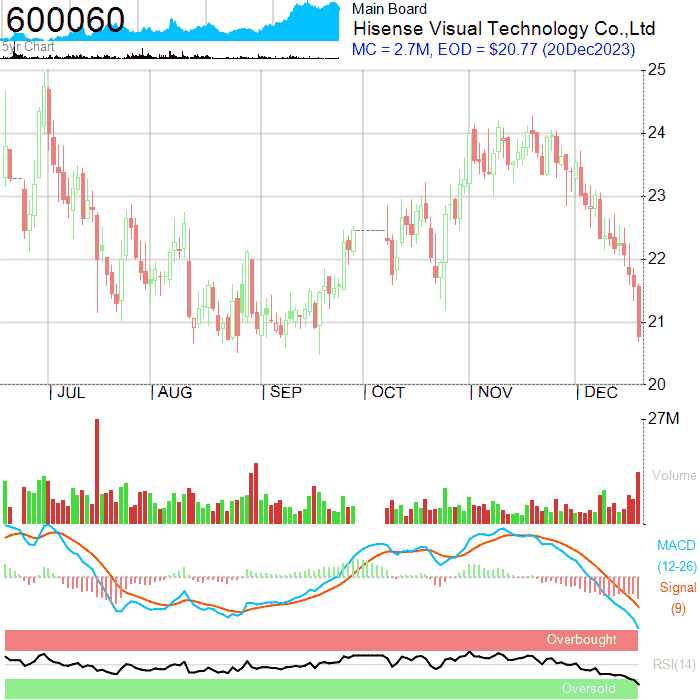 600060
5yr Chart
Main Board
Hisense Visual Technology Co.,Ltd
MC = 2.7M, EOD = $20.77 (20Dec2023)
25
24
23
22
21
20
JUL AUG SEP OCT NOV DEC
27M
Volume
MACD
(12-26)
Signal
(9)
Overbought
RSI(14)
Oversold